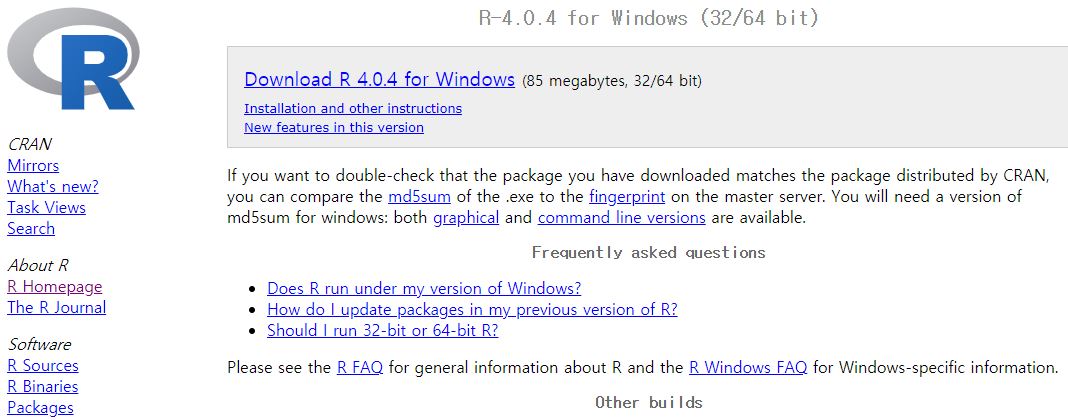 R
CRAN
Mirrors
What's new?
Task Views
Search
About R
R Homepage
The R Journal
Software
R Sources
R Binaries
Packages
R-4.0.4 for Windows (32/64 bit)
Download R 4.0.4 for Windows (85 megabytes, 32/64 bit)
Installation and other instructions
New features in this version
If you want to double-check that the package you have downloaded matches the package distributed by CRAN,
you can compare the md5sum of the .exe to the fingerprint on the master server. You will need a version of
md5sum for windows: both graphical and command line versions are available.
Frequently asked questions
Does R run under my version of Windows?
How do I update packages in my previous version of R?
Should I run 32-bit or 64-bit R?
Please see the R FAQ for general information about R and the R Windows FAQ for Windows-specific information.
Other builds